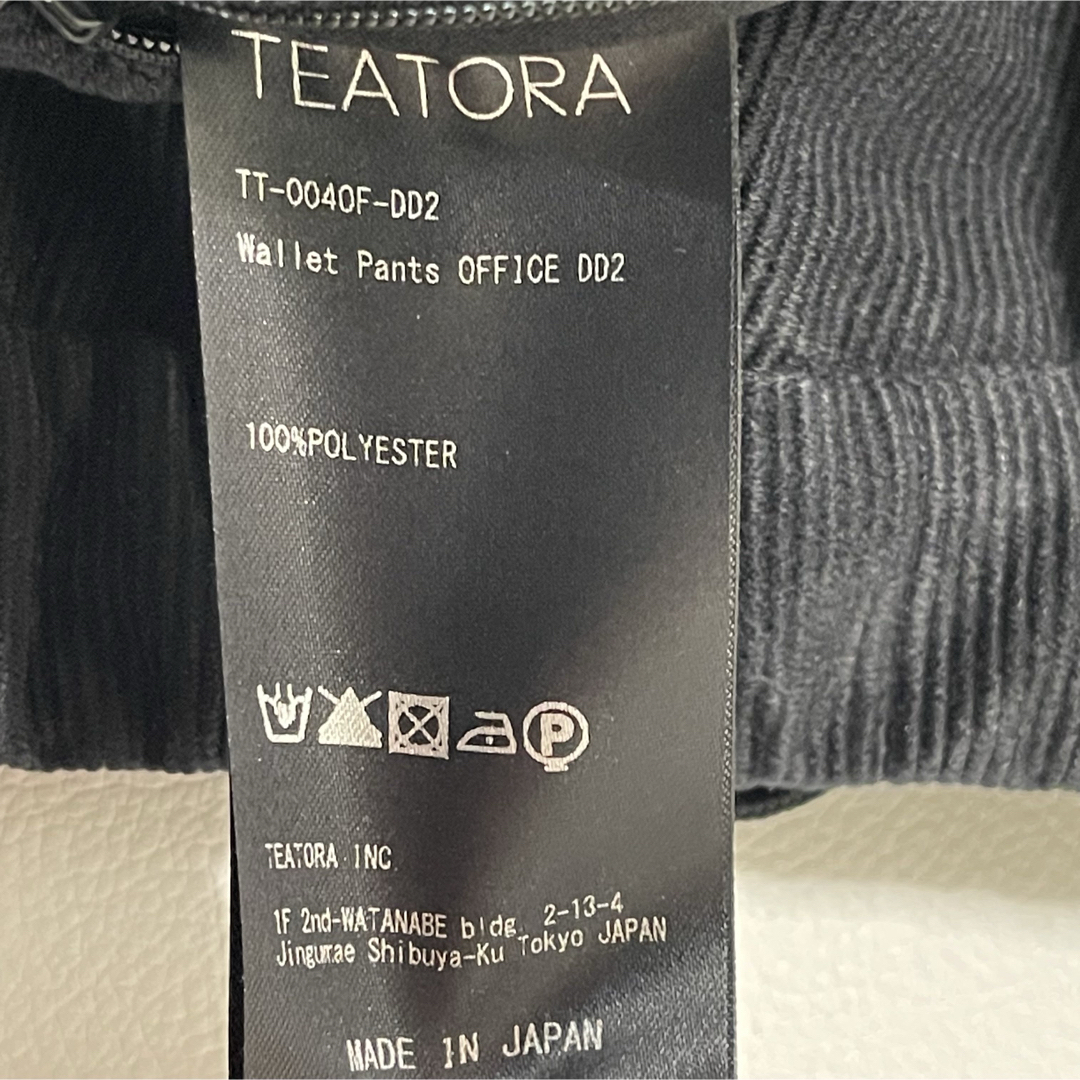 TEATORA
TT-0040F-DD2
Wallet Pants OFFICE DD2
100%POLYESTER
P
TEATORA INC.
1F 2nd-WATANABE bldg. 2-13-4
Jingumae Shibuya-Ku Tokyo JAPAN
MADE IN JAPAN